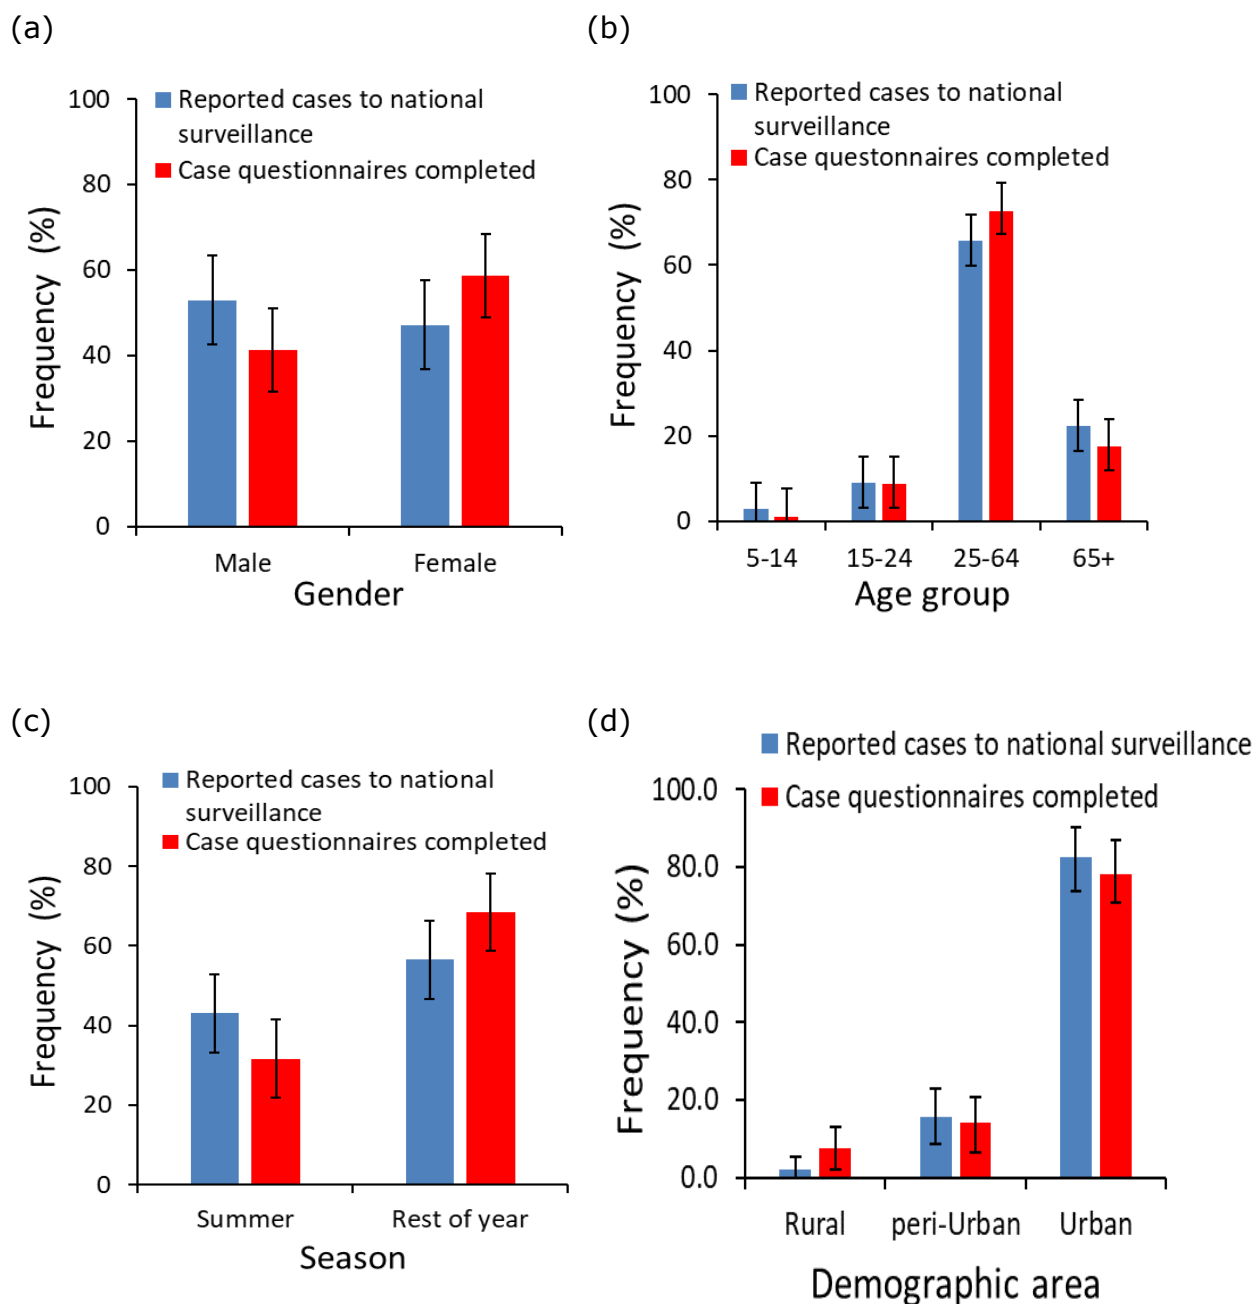 (a)
Reported cases to national
surveillance
Case questionnaires completed
100
80
60
40
20
0
Frequency (%)
Male
Female
Gender
(b)
Reported cases to national
surveillance
Case questonnaires completed
100
80
60
40
20
0
Frequency (%)
5-14
15-24
25-64
65+
Age group
(c)
Reported cases to national
surveillance
Case questionnaires completed
100
80
60
40
20
0
Frequency (%)
Summer
Rest of year
Season
(d)
Reported cases to national surveillance
Case questionnaires completed
100.0
80.0
60.0
40.0
20.0
0.0
Frequency (%)
Rural
peri-Urban
Urban
Demographic area